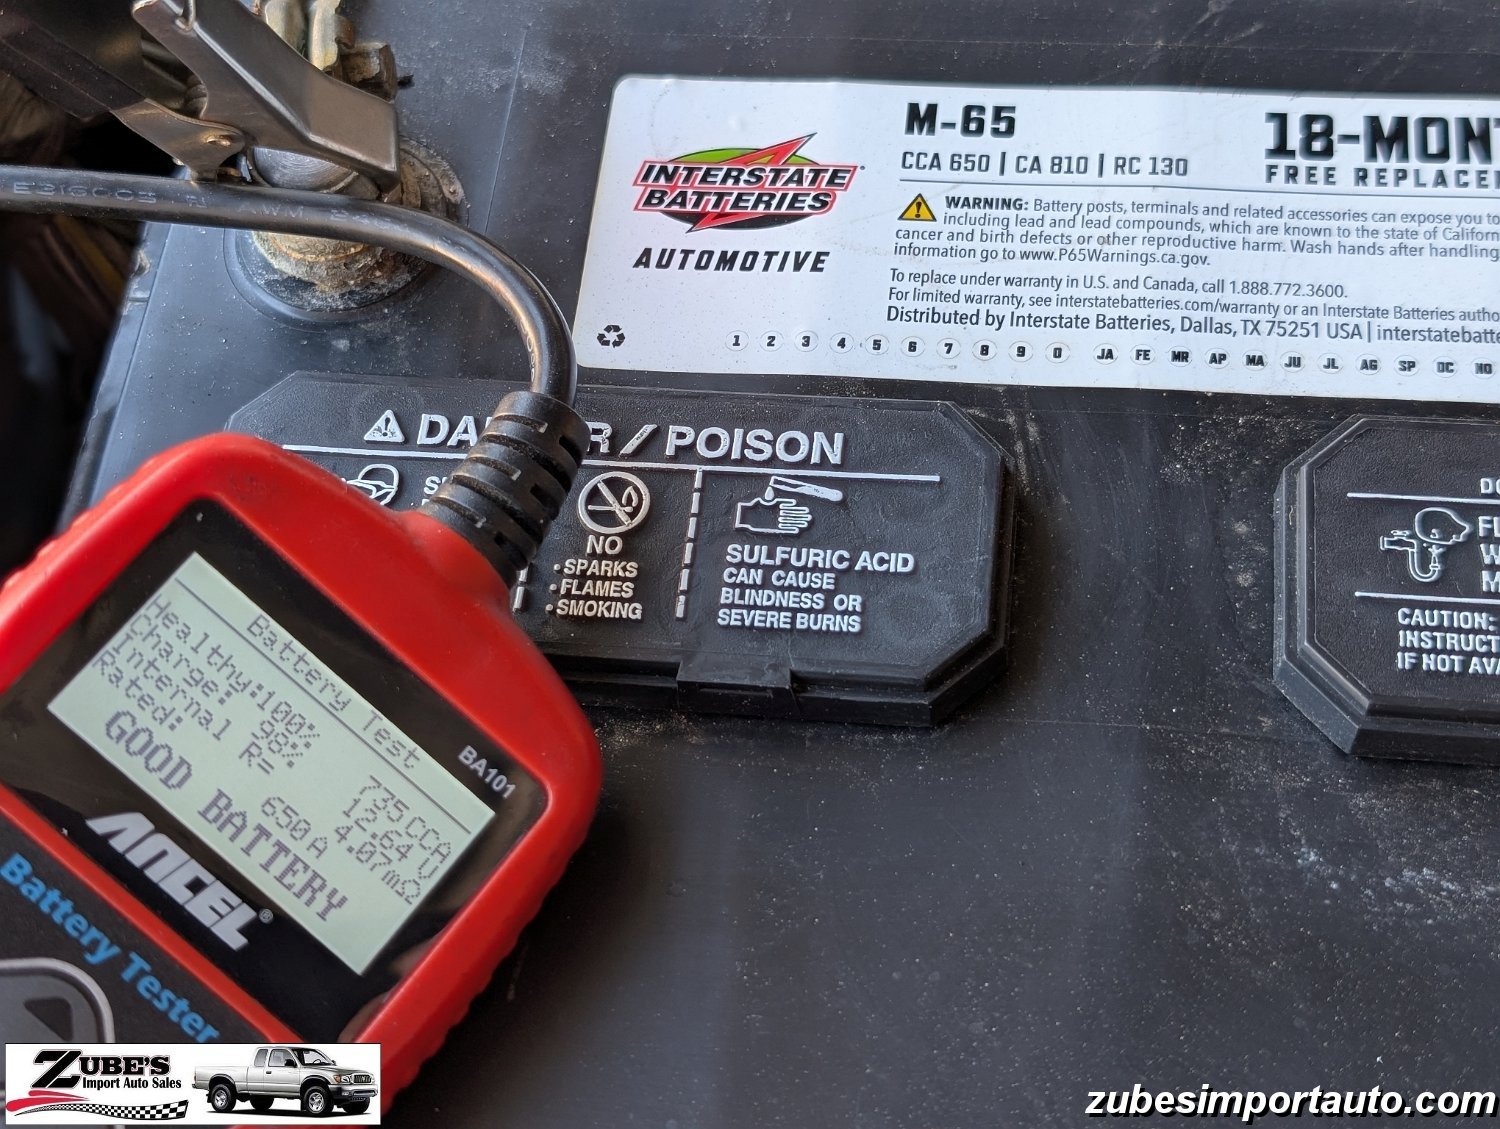 M-65
CCA 650 | CA 810 | RC 130
18-MON
FREE REPLACE
INTERSTATE
BATTERIES
AUTOMOTIVE
WARNING: Battery posts, terminals and related accessories can expose you to
including lead and lead compounds, which are known to the state of Californ
cancer and birth defects or other reproductive harm. Wash hands after handling
information go to www.P65Warnings.ca.gov.
To replace under warranty in U.S. and Canada, call 1.888.772.3600.
For limited warranty, see interstatebatteries.com/warranty or an Interstate Batteries autho
Distributed by Interstate Batteries, Dallas, TX 75251 USA | interstatebatte
1 2 3 4 5 6 7 8 9 0 JA FE MR AP MA JU JL AG SP OC NO
DA R/POISON
NO
• SPARKS
• FLAMES
• SMOKING
SULFURIC ACID
CAN CAUSE
BLINDNESS OR
SEVERE BURNS
CAUTION:
INSTRUCT
IF NOT AVA
Battery Test
Healthy:100% 735CCA
Charge: 98% 12.64V
Internal R= 4.07mΩ
Rated: 650A
GOOD BATTERY
BA101
ANCEL®
Battery Tester
ZUBE'S
Import Auto Sales
zubesimportauto.com